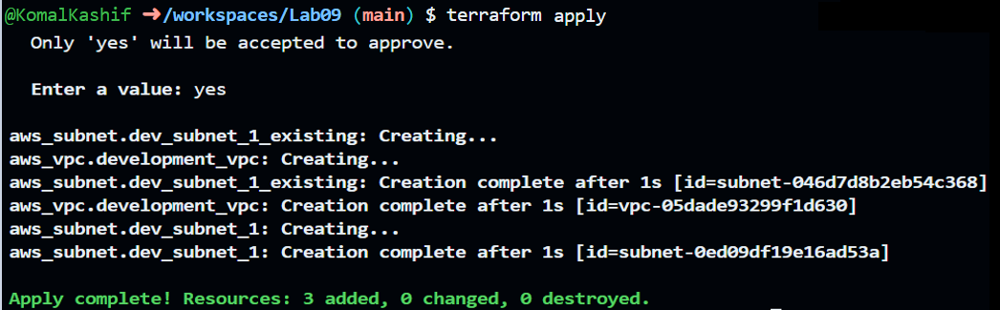 @KomalKashif ➜/workspaces/Lab09 (main) $ terraform apply
Only 'yes' will be accepted to approve.
Enter a value: yes
aws_subnet.dev_subnet_1_existing: Creating...
aws_vpc.development_vpc: Creating...
aws_subnet.dev_subnet_1_existing: Creation complete after 1s [id=subnet-046d7d8b2eb54c368]
aws_vpc.development_vpc: Creation complete after 1s [id=vpc-05dade93299f1d630]
aws_subnet.dev_subnet_1: Creating...
aws_subnet.dev_subnet_1: Creation complete after 1s [id=subnet-0ed09df19e16ad53a]
Apply complete! Resources: 3 added, 0 changed, 0 destroyed.